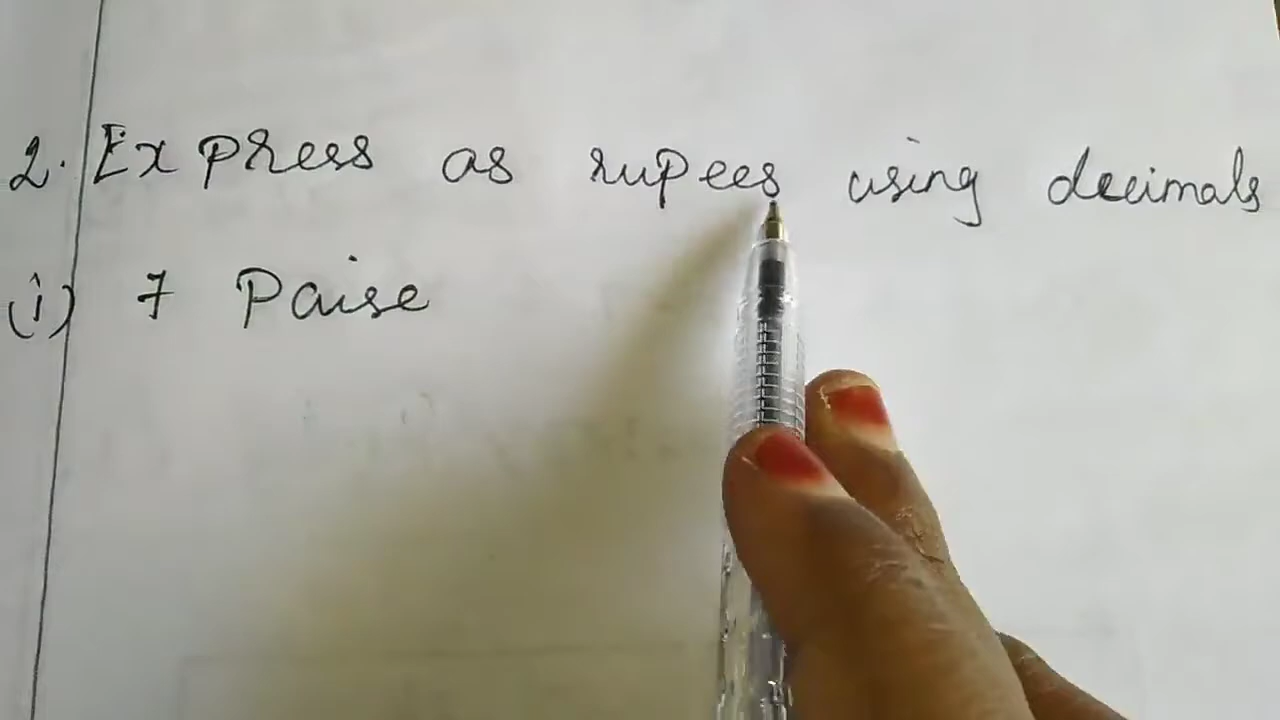 2. Express as rupees using decimals
(i) 7 Paise